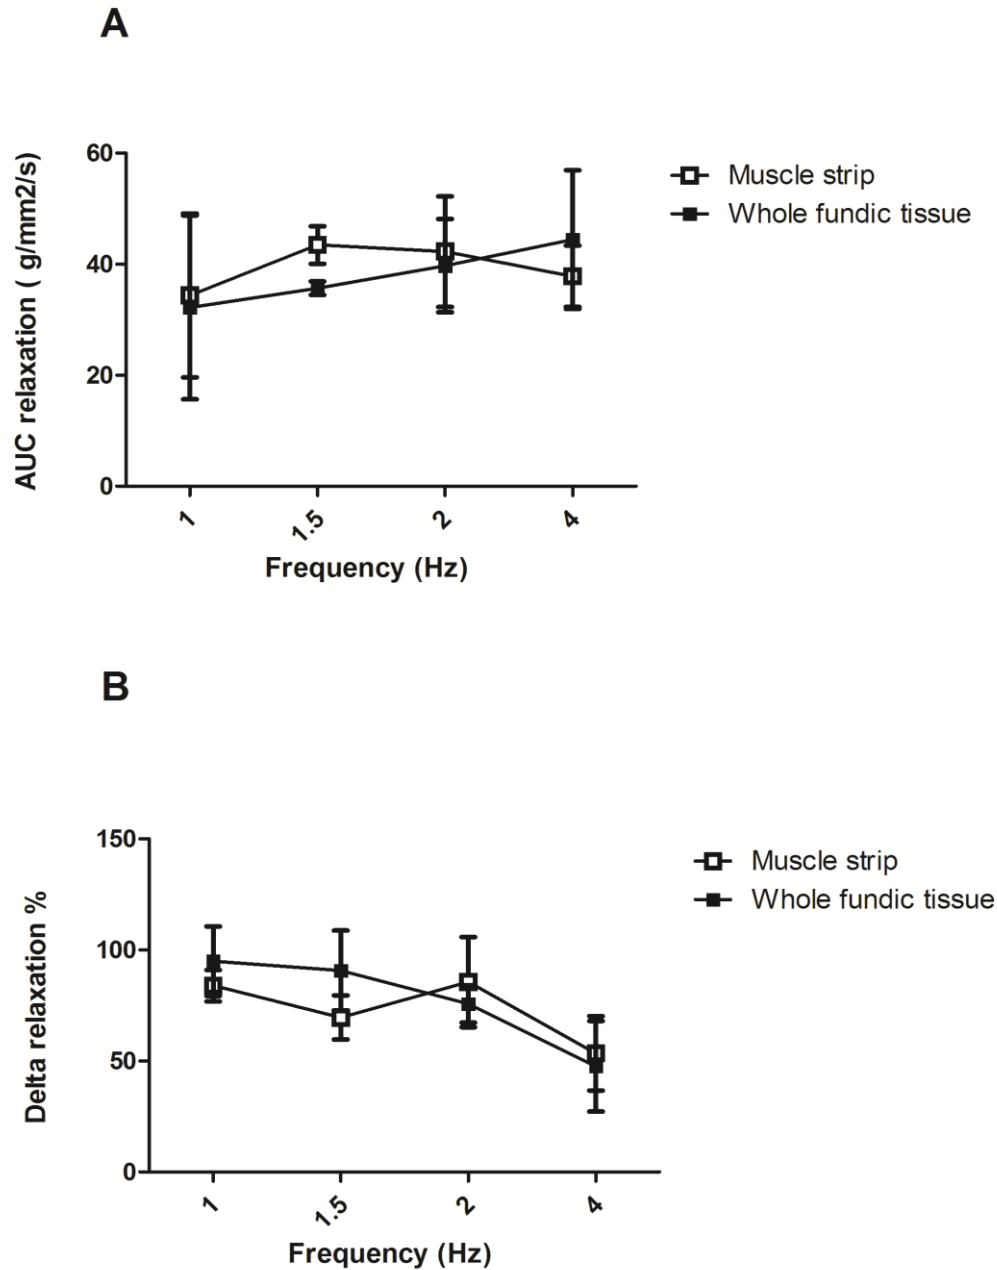 A
AUC relaxation ( g/mm2/s)
60
40
20
0
1
1.5
2
4
Frequency (Hz)
Muscle strip
Whole fundic tissue
B
Delta relaxation %
150
100
50
0
1
1.5
2
4
Frequency (Hz)
Muscle strip
Whole fundic tissue